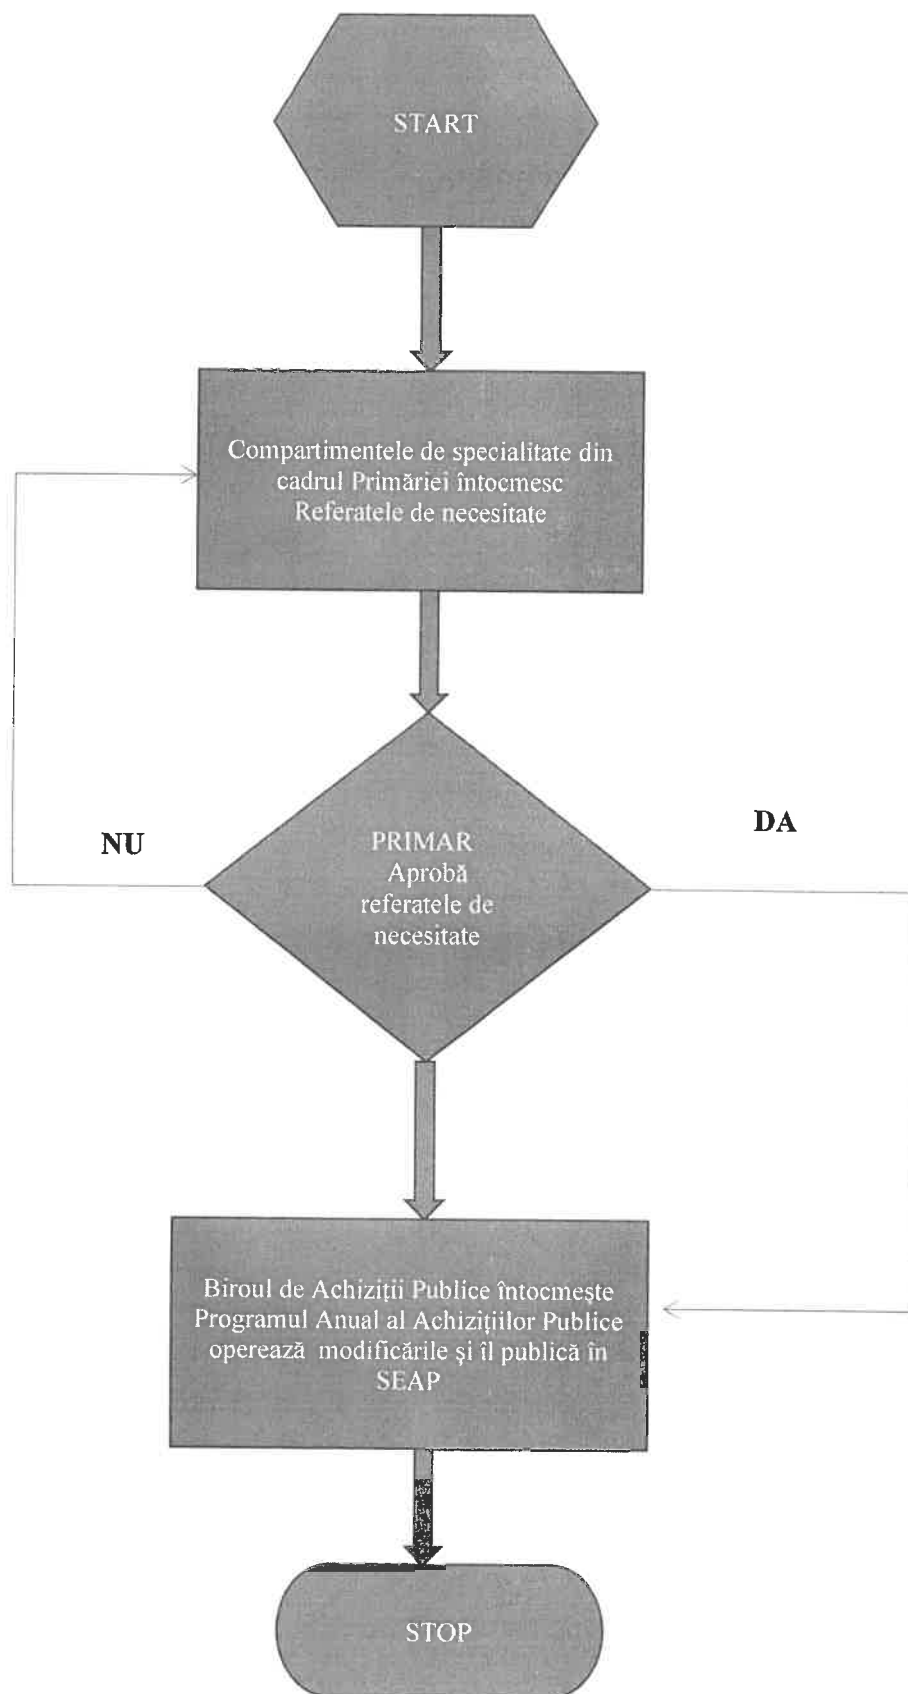 START
Compartimentele de specialitate din
cadrul Primăriei întocmesc
Referatele de necesitate
NU
DA
PRIMAR
Aprobă
referatele de
necesitate
Biroul de Achiziții Publice întocmește
Programul Anual al Achizițiilor Publice
operează modificările și îl publică în
SEAP
STOP